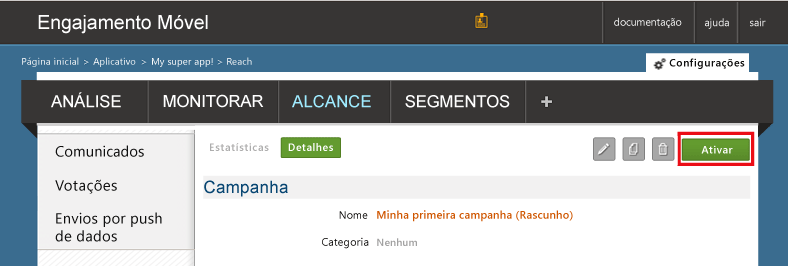 Engajamento Móvel
documentação
ajuda
sair
Página inicial > Aplicativo > My super app! > Reach
Configurações
ANÁLISE
MONITORAR
ALCANCE
SEGMENTOS
+
Comunicados
Votações
Envios por push
de dados
Estatísticas
Detalhes
Ativar
Campanha
Nome Minha primeira campanha (Rascunho)
Categoria Nenhum